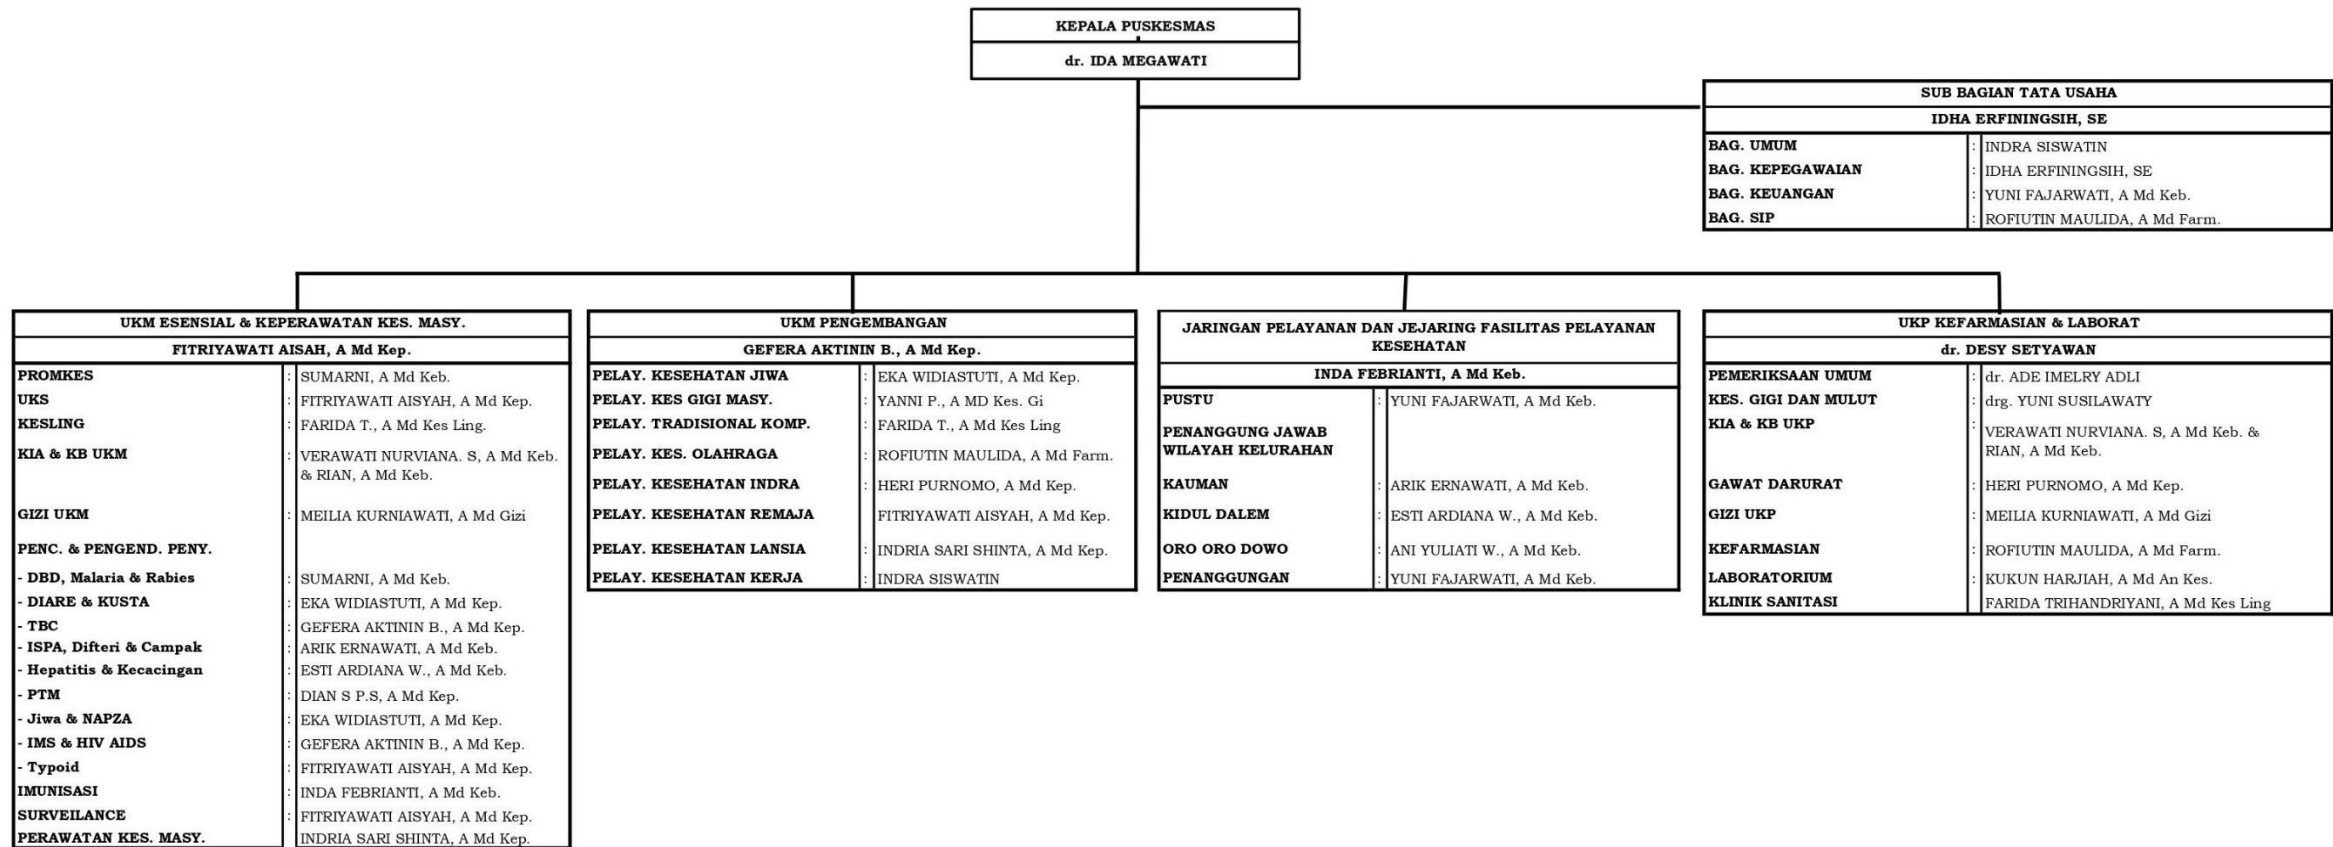 KEPALA PUSKESMAS
dr. IDA MEGAWATI
SUB BAGIAN TATA USAHA
IDHA ERFININGSIH, SE
BAG. UMUM : INDRA SISWATIN
BAG. KEPEGAWAIAN : IDHA ERFININGSIH, SE
BAG. KEUANGAN : YUNI FAJARWATI, A Md Keb.
BAG. SIP : ROFIUTIN MAULIDA, A Md Farm.
UKM ESENSIAL & KEPERAWATAN KES. MASY.
FITRIYAWATI AISAH, A Md Kep.
PROMKES : SUMARNI, A Md Keb.
UKS : FITRIYAWATI AISYAH, A Md Kep.
KESLING : FARIDA T., A Md Kes Ling.
KIA & KB UKM : VERAWATI NURVIANA. S, A Md Keb.
& RIAN, A Md Keb.
GIZI UKM : MEILIA KURNIAWATI, A Md Gizi
PENC. & PENGEND. PENY.
- DBD, Malaria & Rabies : SUMARNI, A Md Keb.
- DIARE & KUSTA : EKA WIDIASTUTI, A Md Kep.
- TBC : GEFERA AKTININ B., A Md Kep.
- ISPA, Difteri & Campak : ARIK ERNAWATI, A Md Keb.
- Hepatitis & Kecacingan : ESTI ARDIANA W., A Md Keb.
- PTM : DIAN S P.S, A Md Kep.
- Jiwa & NAPZA : EKA WIDIASTUTI, A Md Kep.
- IMS & HIV AIDS : GEFERA AKTININ B., A Md Kep.
- Typoid : FITRIYAWATI AISYAH, A Md Kep.
IMUNISASI : INDA FEBRIANTI, A Md Keb.
SURVEILANCE : FITRIYAWATI AISYAH, A Md Kep.
PERAWATAN KES. MASY. INDRIA SARI SHINTA, A Md Kep.
UKM PENGEMBANGAN
GEFERA AKTININ B., A Md Kep.
PELAY. KESEHATAN JIWA : EKA WIDIASTUTI, A Md Kep.
PELAY. KES GIGI MASY. : YANNI P., A MD Kes. Gi
PELAY. TRADISIONAL KOMP. : FARIDA T., A Md Kes Ling
PELAY. KES. OLAHRAGA : ROFIUTIN MAULIDA, A Md Farm.
PELAY. KESEHATAN INDRA : HERI PURNOMO, A Md Kep.
PELAY. KESEHATAN REMAJA FITRIYAWATI AISYAH, A Md Kep.
PELAY. KESEHATAN LANSIA : INDRIA SARI SHINTA, A Md Kep.
PELAY. KESEHATAN KERJA : INDRA SISWATIN
JARINGAN PELAYANAN DAN JEJARING FASILITAS PELAYANAN
KESEHATAN
INDA FEBRIANTI, A Md Keb.
PUSTU : YUNI FAJARWATI, A Md Keb.
PENANGGUNG JAWAB
WILAYAH KELURAHAN
KAUMAN : ARIK ERNAWATI, A Md Keb.
KIDUL DALEM : ESTI ARDIANA W., A Md Keb.
ORO ORO DOWO : ANI YULIATI W., A Md Keb.
PENANGGUNGAN : YUNI FAJARWATI, A Md Keb.
UKP KEFARMASIAN & LABORAT
dr. DESY SETYAWAN
PEMERIKSAAN UMUM : dr. ADE IMELRY ADLI
KES. GIGI DAN MULUT : drg. YUNI SUSILAWATY
KIA & KB UKP : VERAWATI NURVIANA. S, A Md Keb. &
RIAN, A Md Keb.
GAWAT DARURAT : HERI PURNOMO, A Md Kep.
GIZI UKP : MEILIA KURNIAWATI, A Md Gizi
KEFARMASIAN : ROFIUTIN MAULIDA, A Md Farm.
LABORATORIUM : KUKUN HARJIAH, A Md An Kes.
KLINIK SANITASI : FARIDA TRIHANDRIYANI, A Md Kes Ling